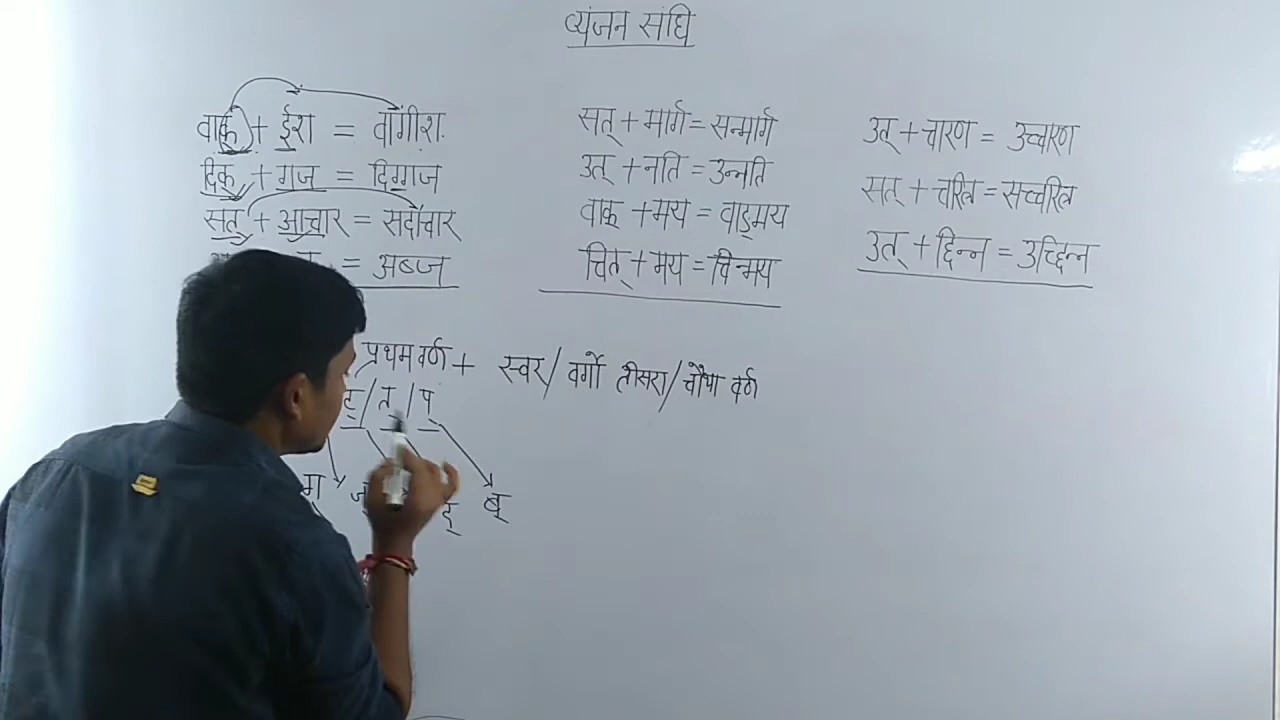 व्यंजन संधि
वाक् + ईश = वागीश.
दिक् + गज = दिग्गज
सत् + आचार = सदाचार
= अब्ज
सत् + मार्ग = सन्मार्ग
उत् + नति = उन्नति
वाक् + मय = वाङ्मय
चित् + मय = चिन्मय
उत् + चारण = उच्चारण
सत् + चरित्र = सच्चरित्र
उत् + छिन्न = उच्छिन्न
प्रथम वर्ण + स्वर/ वर्गो तीसरा/ चौथा वर्ण
ट्/ त्/ प्
ग् ज् द् ब्